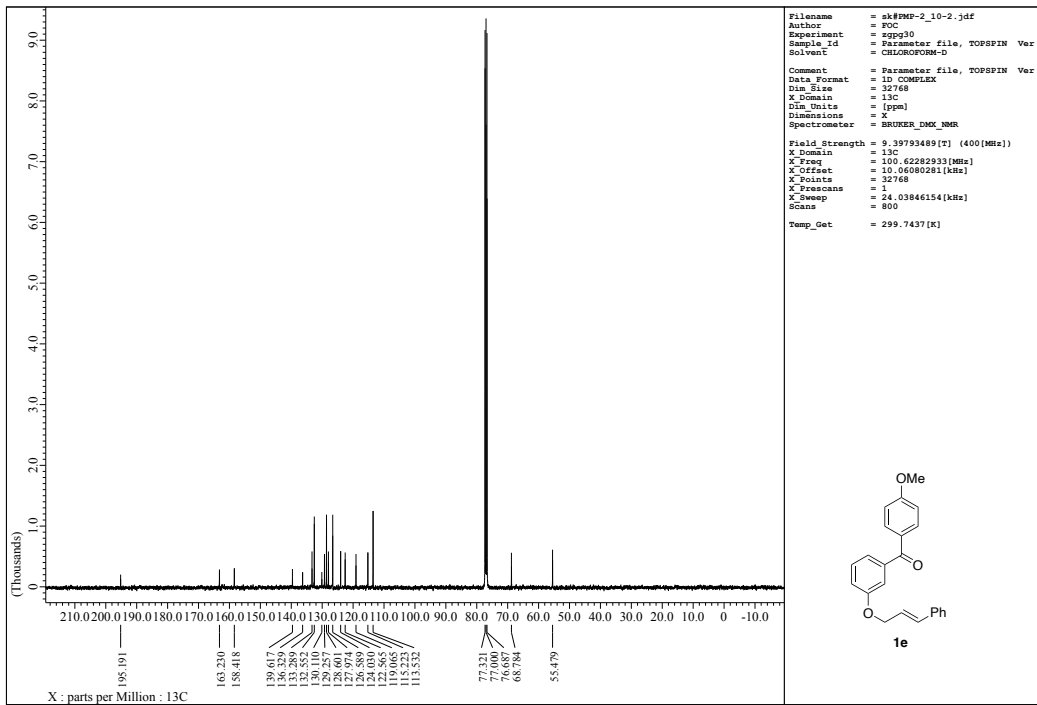 Filename = sk#PMP-2_10-2.jdf
Author = FOC
Experiment = zgpg30
Sample_Id = Parameter file, TOPSPIN Ver
Solvent = CHLOROFORM-D
Comment = Parameter file, TOPSPIN Ver
Data_Format = 1D COMPLEX
Dim_Size = 32768
X_Domain = 13C
Dim_Units = [ppm]
Dimensions = X
Spectrometer = BRUKER_DMX_NMR
Field_Strength = 9.39793489[T] (400[MHz])
X_Domain = 13C
X_Freq = 100.62282933[MHz]
X_Offset = 10.06080281[kHz]
X_Points = 32768
X_Prescans = 1
X_Sweep = 24.03846154[kHz]
Scans = 800
Temp_Get = 299.7437[K]
9.0
8.0
7.0
6.0
5.0
4.0
3.0
2.0
1.0
0
(Thousands)
210.0 200.0 190.0 180.0 170.0 160.0 150.0 140.0 130.0 120.0 110.0 100.0 90.0 80.0 70.0 60.0 50.0 40.0 30.0 20.0 10.0 0 -10.0
195.191
163.230
158.418
139.617
136.329
133.289
132.552
130.110
129.257
128.601
127.974
126.589
124.030
122.565
119.065
115.223
113.532
77.321
77.000
76.687
68.784
55.479
X : parts per Million : 13C
OMe
O
O
Ph
1e